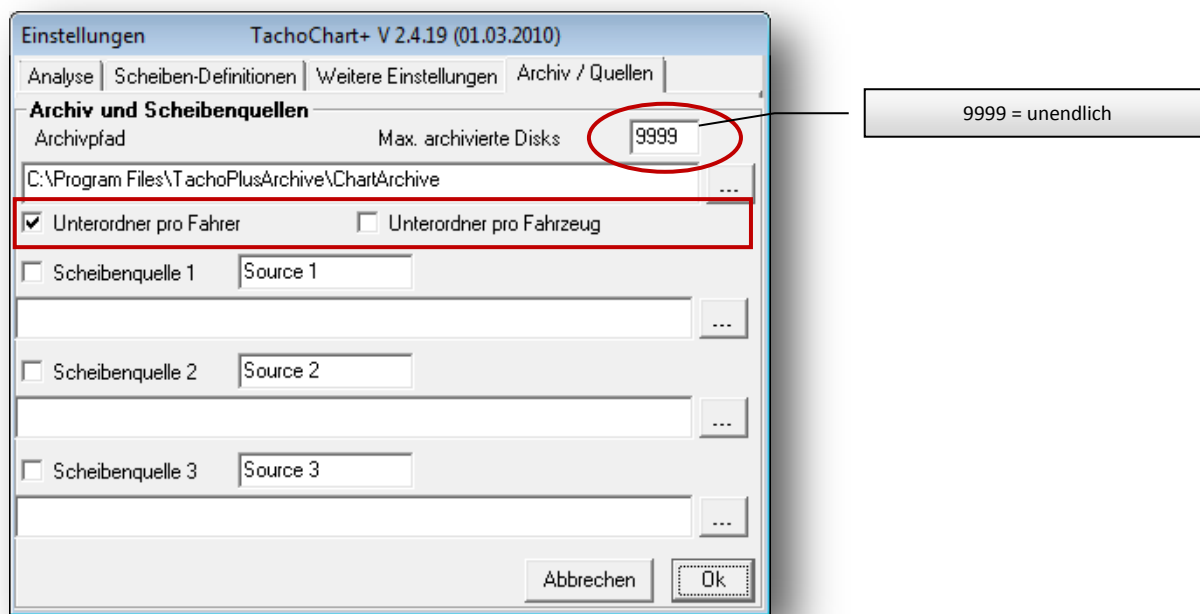 Einstellungen TachoChart+ V 2.4.19 (01.03.2010)
Analyse Scheiben-Definitionen Weitere Einstellungen Archiv / Quellen
Archiv und Scheibenquellen
Archivpfad Max. archivierte Disks 9999
9999 = unendlich
C:\Program Files\TachoPlusArchive\ChartArchive ...
Unterordner pro Fahrer Unterordner pro Fahrzeug
Scheibenquelle 1 Source 1
...
Scheibenquelle 2 Source 2
...
Scheibenquelle 3 Source 3
...
Abbrechen Ok